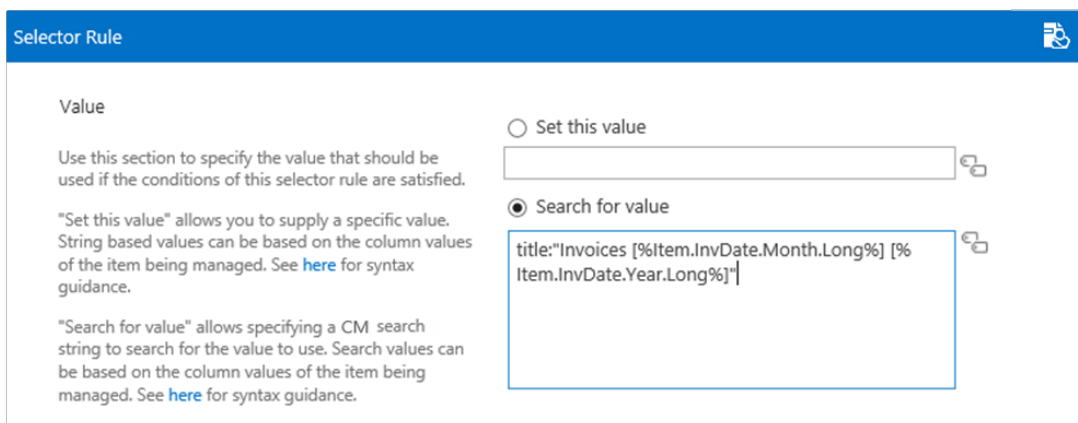 Selector Rule
Value
Use this section to specify the value that should be
used if the conditions of this selector rule are satisfied.
"Set this value" allows you to supply a specific value.
String based values can be based on the column values
of the item being managed. See here for syntax
guidance.
"Search for value" allows specifying a CM search
string to search for the value to use. Search values can
be based on the column values of the item being
managed. See here for syntax guidance.
Set this value
Search for value
title:"Invoices [%Item.InvDate.Month.Long%] [%
Item.InvDate.Year.Long%]"